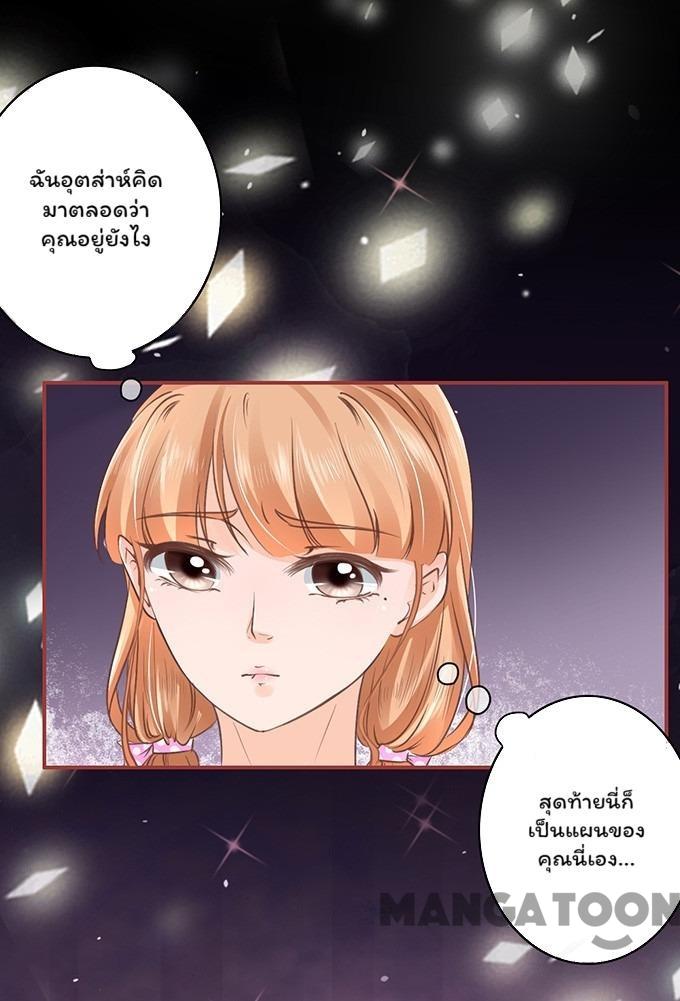 ฉันอุตส่าห์คิด
มาตลอดว่า
คุณอยู่ยังไง
สุดท้ายนี่ก็
เป็นแผนของ
คุณนี่เอง...
MANGATOON